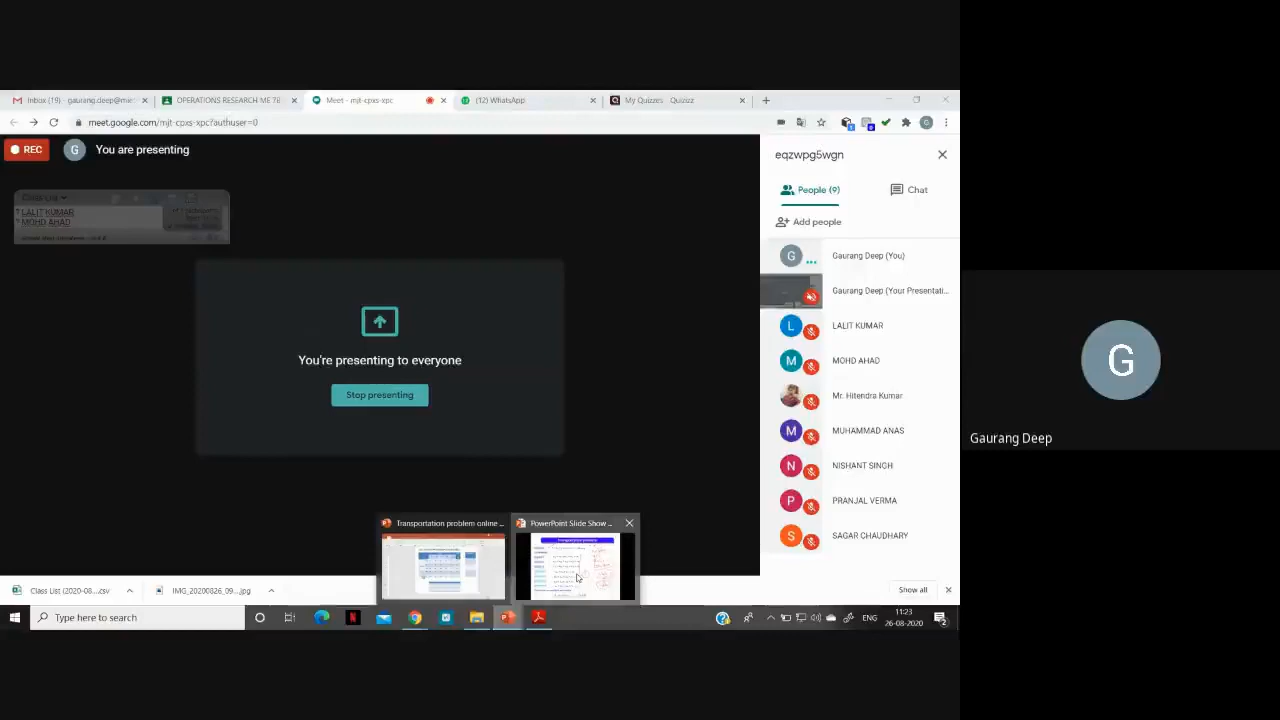 Inbox (19) - gaurang.deep@mit
OPERATIONS RESEARCH ME 7B
Meet - mjt-cpxs-xpc
(12) WhatsApp
My Quizzes - Quizizz
meet.google.com/mjt-cpxs-xpc?authuser=0
REC
G
You are presenting
eqzwpg5wgn
People (9)
Chat
Add people
? LALIT KUMAR
? MOHD AHAD
G
Gaurang Deep (You)
Gaurang Deep (Your Presentati...
L
LALIT KUMAR
M
MOHD AHAD
Mr. Hitendra Kumar
M
MUHAMMAD ANAS
N
NISHANT SINGH
P
PRANJAL VERMA
S
SAGAR CHAUDHARY
You're presenting to everyone
Stop presenting
G
Gaurang Deep
Transportation problem online ...
PowerPoint Slide Show ...
Class List (2020-08-....csv
IMG_20200826_09....jpg
Show all
Type here to search
ENG
11:23
26-08-2020